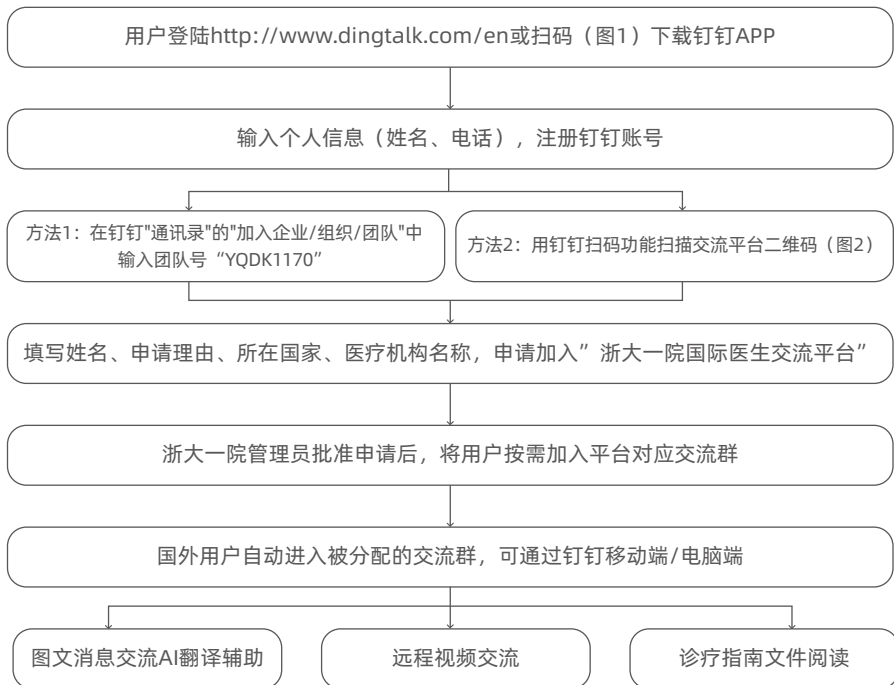 用户登陆http://www.dingtalk.com/en或扫码（图1）下载钉钉APP
输入个人信息（姓名、电话），注册钉钉账号
方法1：在钉钉"通讯录"的"加入企业/组织/团队"中
输入团队号“YQDK1170”
方法2：用钉钉扫码功能扫描交流平台二维码（图2）
填写姓名、申请理由、所在国家、医疗机构名称，申请加入”浙大一院国际医生交流平台”
浙大一院管理员批准申请后，将用户按需加入平台对应交流群
国外用户自动进入被分配的交流群，可通过钉钉移动端/电脑端
图文消息交流AI翻译辅助
远程视频交流
诊疗指南文件阅读